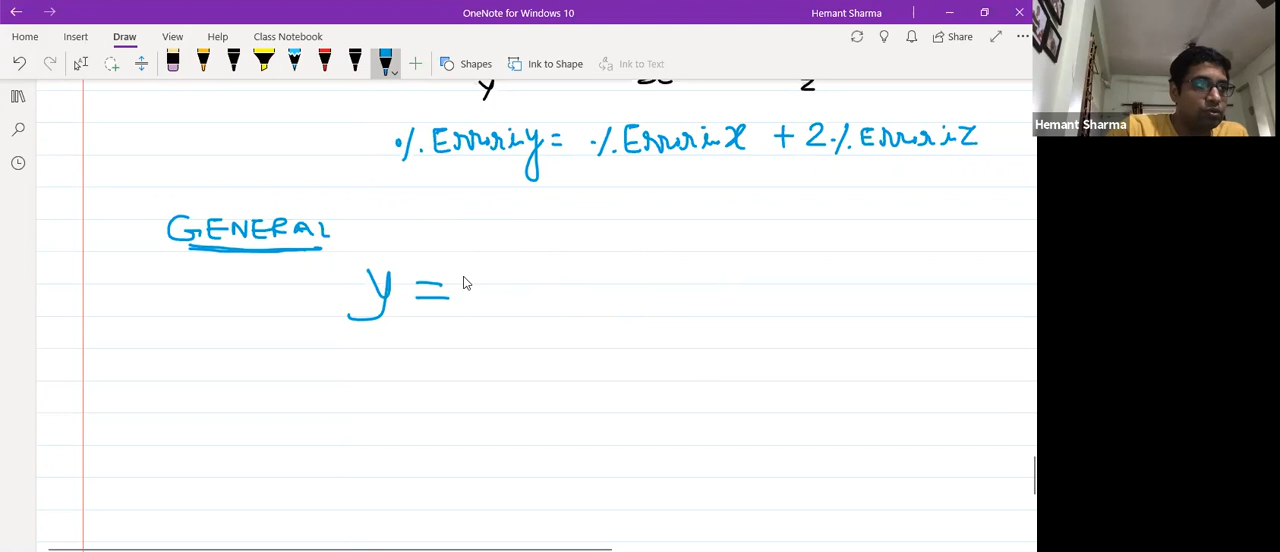 OneNote for Windows 10
Hemant Sharma
Home Insert Draw View Help Class Notebook
Share
Shapes Ink to Shape Ink to Text
y x z
Hemant Sharma
% Error in y = % Error in x + 2 % Error in z
GENERAL
y =